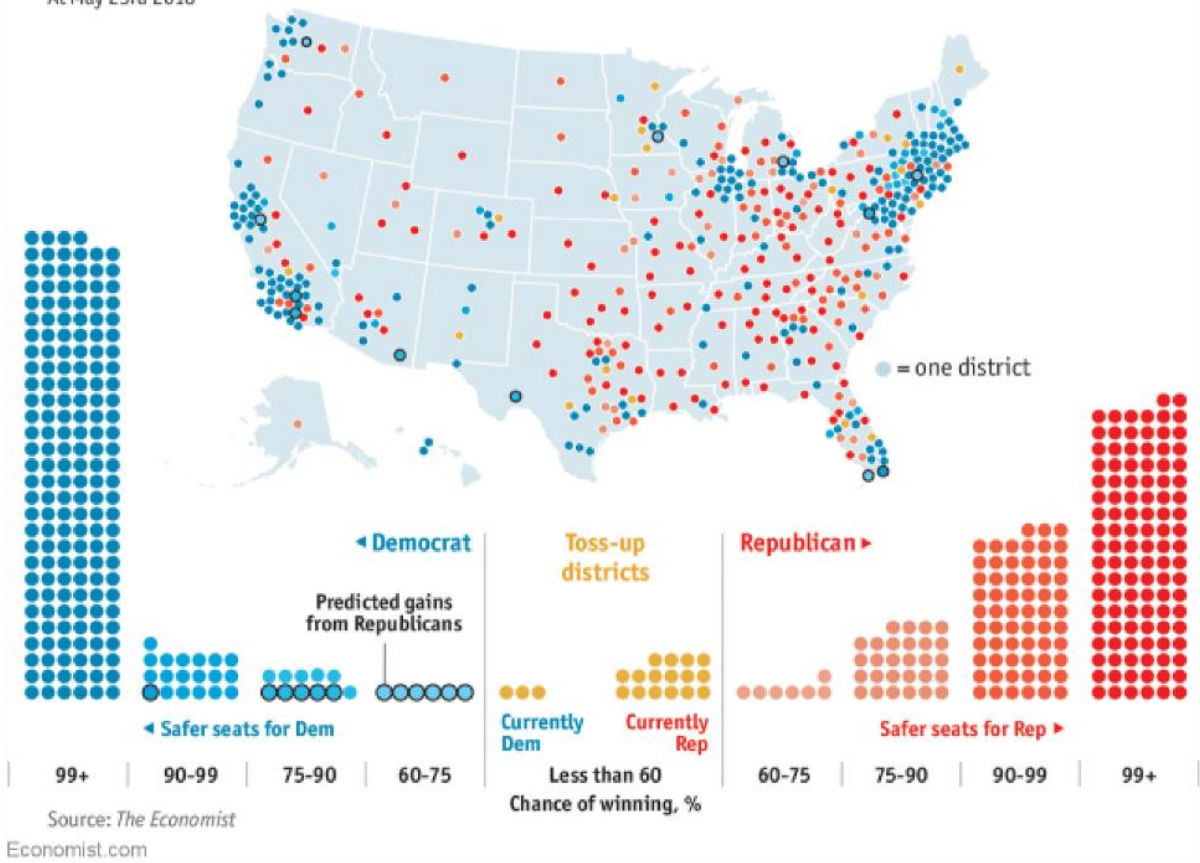 = one district
◄ Democrat
Toss-up
districts
Republican ►
Predicted gains
from Republicans
◄ Safer seats for Dem
Currently
Dem
Currently
Rep
Safer seats for Rep ►
99+
90-99
75-90
60-75
Less than 60
60-75
75-90
90-99
99+
Chance of winning, %
Source: The Economist
Economist.com